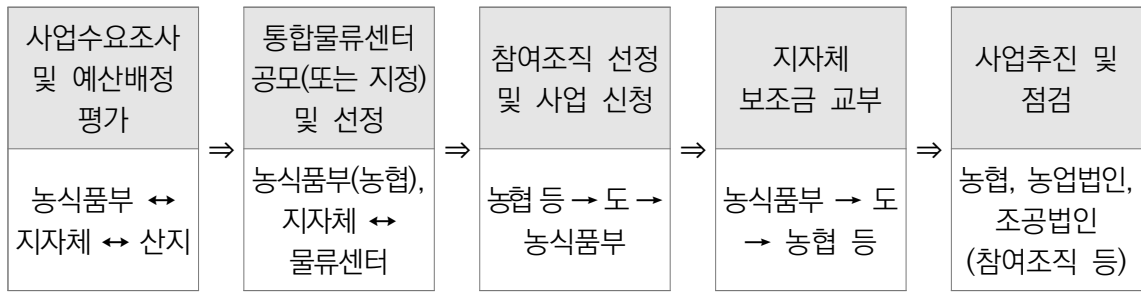 사업수요조사
및 예산배정
평가
농식품부 ↔
지자체 ↔ 산지
⇒
통합물류센터
공모(또는 지정)
및 선정
농식품부(농협),
지자체 ↔
물류센터
⇒
참여조직 선정
및 사업 신청
농협 등 → 도 →
농식품부
⇒
지자체
보조금 교부
농식품부 → 도
→ 농협 등
⇒
사업추진 및
점검
농협, 농업법인,
조공법인
(참여조직 등)